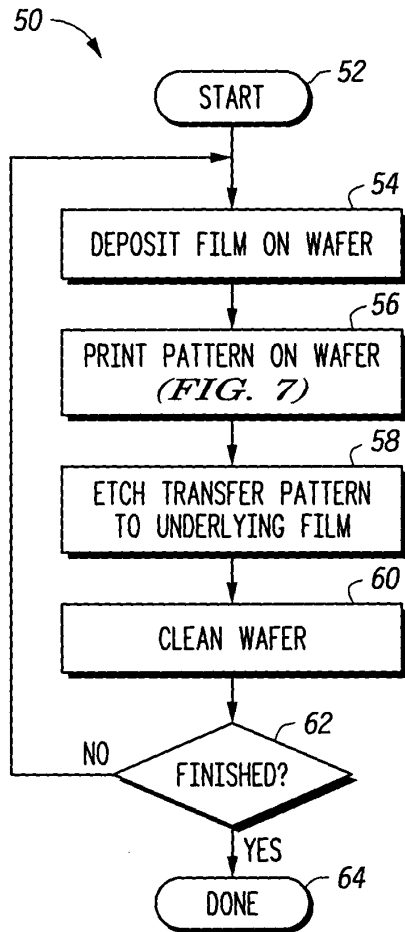 50
START
52
54
DEPOSIT FILM ON WAFER
56
PRINT PATTERN ON WAFER
(FIG. 7)
58
ETCH TRANSFER PATTERN
TO UNDERLYING FILM
60
CLEAN WAFER
62
NO
FINISHED?
YES
64
DONE